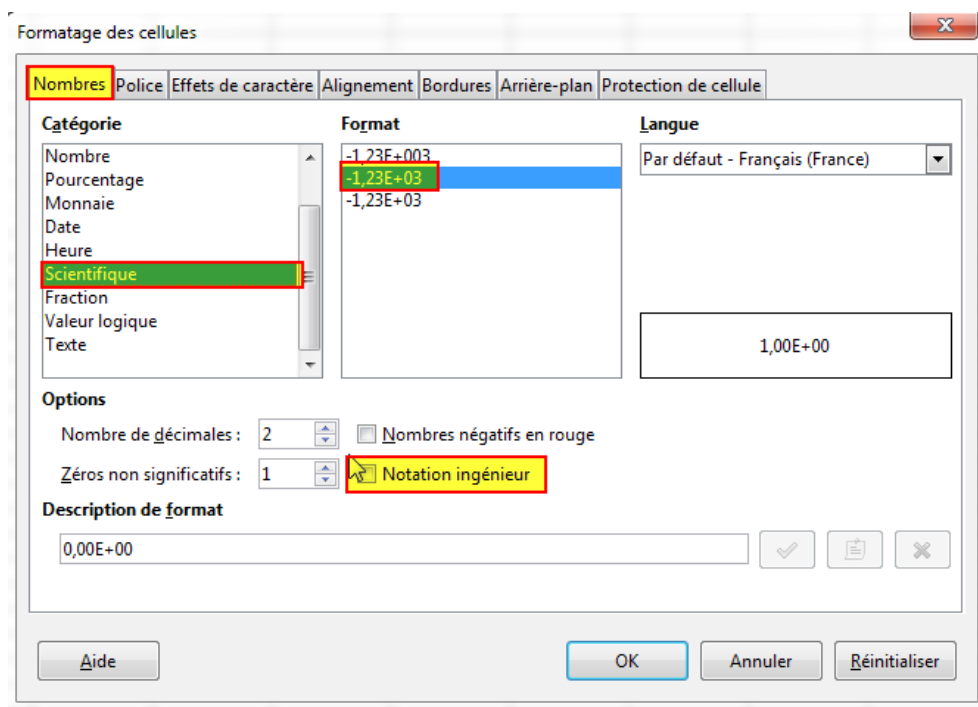 Formatage des cellules
Nombres Police Effets de caractère Alignement Bordures Arrière-plan Protection de cellule
Catégorie
Nombre
Pourcentage
Monnaie
Date
Heure
Scientifique
Fraction
Valeur logique
Texte
Format
-1,23E+003
-1,23E+03
-1,23E+03
Langue
Par défaut - Français (France)
1,00E+00
Options
Nombre de décimales : 2 Nombres négatifs en rouge
Zéros non significatifs : 1 Notation ingénieur
Description de format
0,00E+00
Aide OK Annuler Réinitialiser